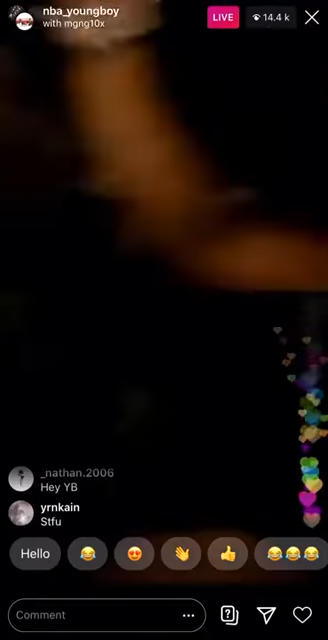 nba_youngboy
with mgng10x
LIVE
14.4 k
_nathan.2006
Hey YB
yrnkain
Stfu
Hello
Comment